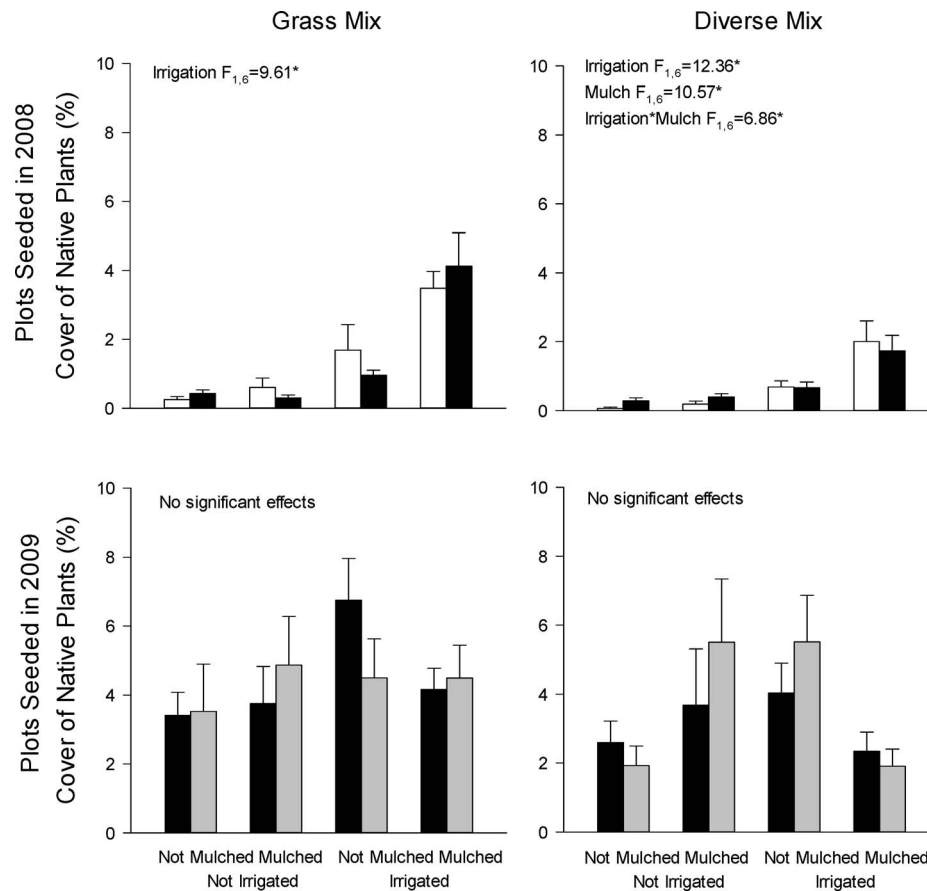 Grass Mix
Diverse Mix
Plots Seeded in 2008
Cover of Native Plants (%)
10
8
6
4
2
0
Irrigation F1,6=9.61*
10
8
6
4
2
0
Irrigation F1,6=12.36*
Mulch F1,6=10.57*
Irrigation*Mulch F1,6=6.86*
Plots Seeded in 2009
Cover of Native Plants (%)
10
8
6
4
2
0
No significant effects
Not Mulched Mulched Not Mulched Mulched
Not Irrigated Irrigated
10
8
6
4
2
0
No significant effects
Not Mulched Mulched Not Mulched Mulched
Not Irrigated Irrigated